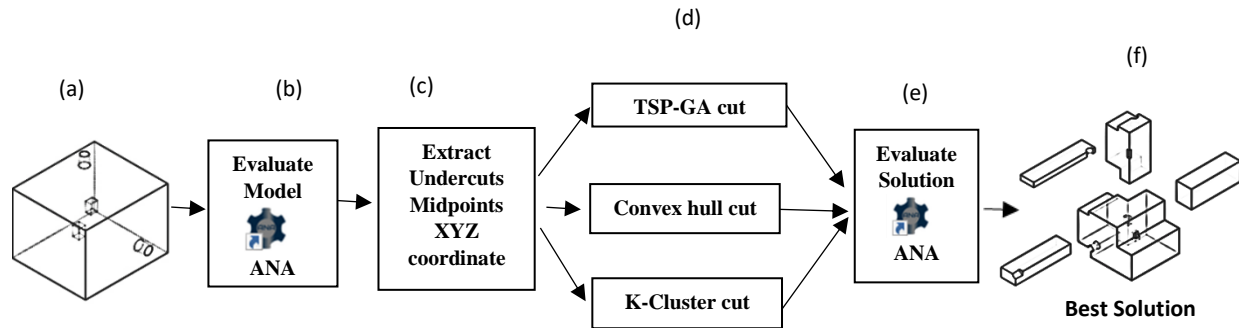 (a)
(b)
Evaluate
Model
ANA
(c)
Extract
Undercuts
Midpoints
XYZ
coordinate
(d)
TSP-GA cut
Convex hull cut
K-Cluster cut
(e)
Evaluate
Solution
ANA
(f)
Best Solution